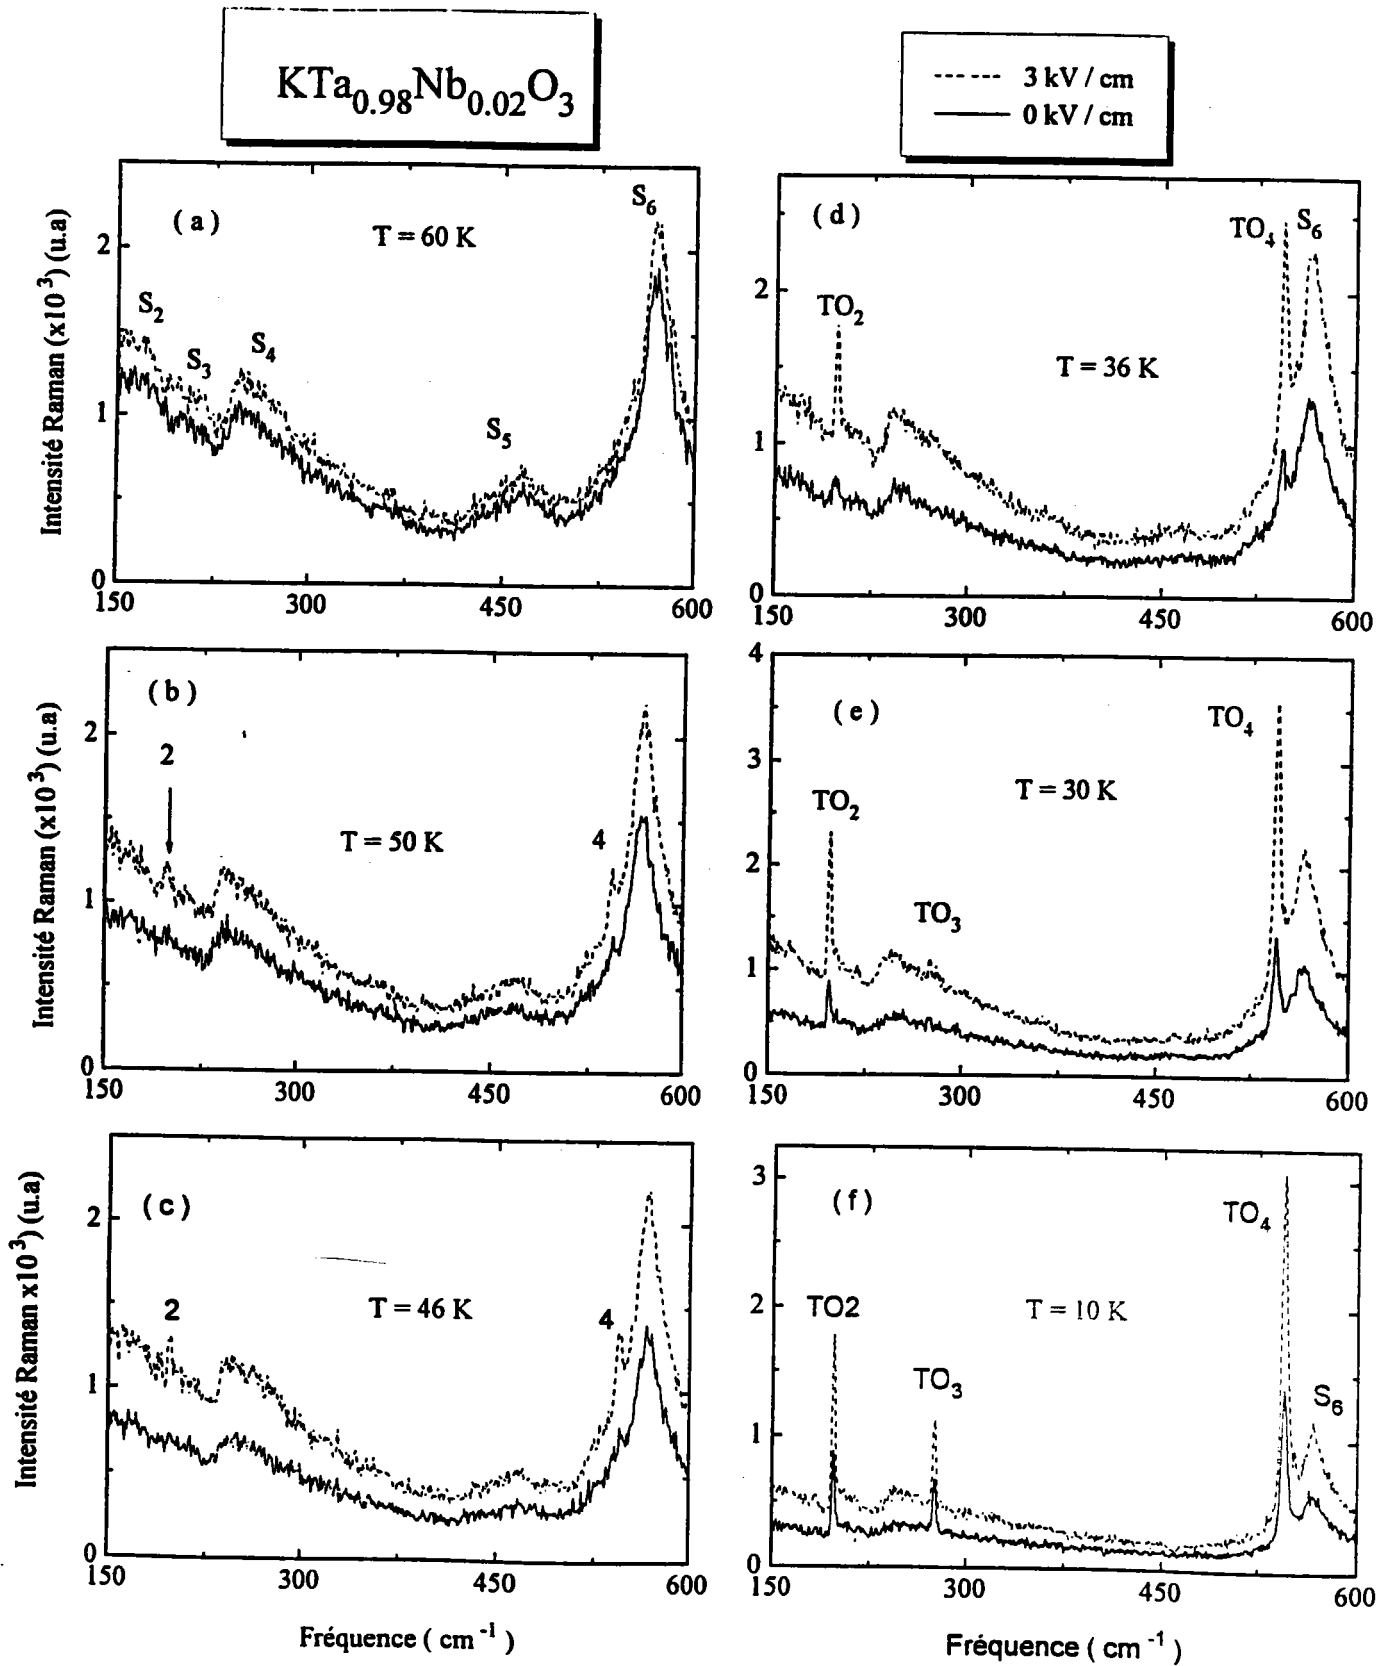 KTa0.98Nb0.02O3
3 kV / cm
0 kV / cm
Intensité Raman (x10 3) (u.a)
( a )
T = 60 K
S2
S3
S4
S5
S6
2
1
0
150 300 450 600
( d )
T = 36 K
TO2
TO4
S6
2
1
0
150 300 450 600
Intensité Raman (x10 3) (u.a)
( b )
T = 50 K
2
4
2
1
0
150 300 450 600
( e )
T = 30 K
TO2
TO3
TO4
4
3
2
1
0
150 300 450 600
Intensité Raman x10 3) (u.a)
( c )
T = 46 K
2
4
2
1
0
150 300 450 600
Fréquence ( cm -1 )
( f )
T = 10 K
TO2
TO3
TO4
S6
3
2
1
0
150 300 450 600
Fréquence ( cm -1 )